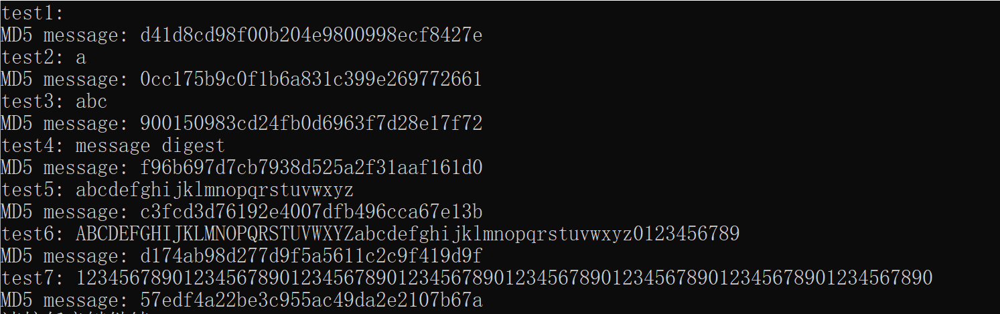 test1:
MD5 message: d41d8cd98f00b204e9800998ecf8427e
test2: a
MD5 message: 0cc175b9c0f1b6a831c399e269772661
test3: abc
MD5 message: 900150983cd24fb0d6963f7d28e17f72
test4: message digest
MD5 message: f96b697d7cb7938d525a2f31aaf161d0
test5: abcdefghijklmnopqrstuvwxyz
MD5 message: c3fcd3d76192e4007dfb496cca67e13b
test6: ABCDEFGHIJKLMNOPQRSTUVWXYZabcdefghijklmnopqrstuvwxyz0123456789
MD5 message: d174ab98d277d9f5a5611c2c9f419d9f
test7: 12345678901234567890123456789012345678901234567890123456789012345678901234567890
MD5 message: 57edf4a22be3c955ac49da2e2107b67a